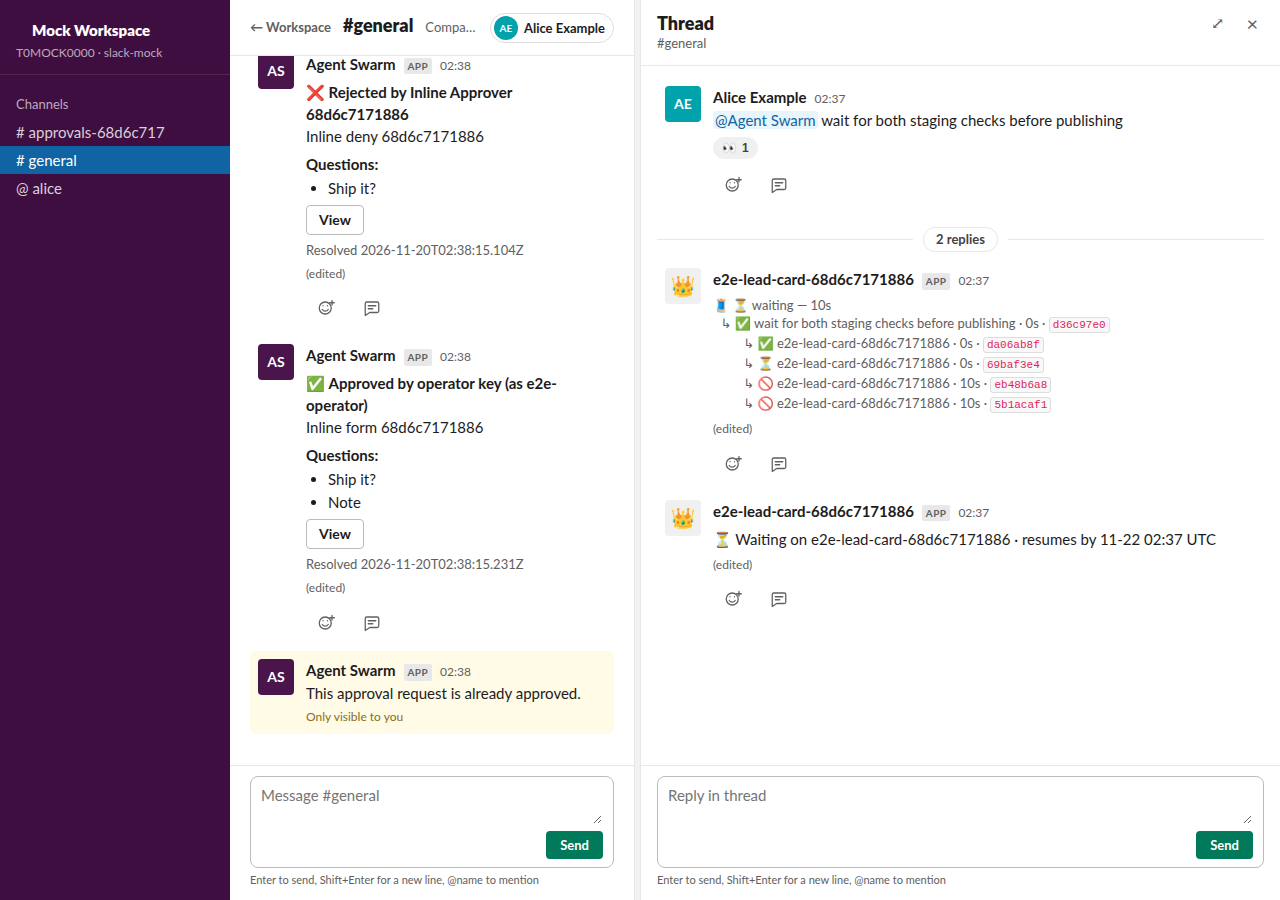 Mock Workspace
T0MOCK0000 · slack-mock
Channels
# approvals-68d6c717
# general
@ alice
← Workspace #general Compa... AE Alice Example
AS Agent Swarm APP 02:38
❌ Rejected by Inline Approver
68d6c7171886
Inline deny 68d6c7171886
Questions:
• Ship it?
View
Resolved 2026-11-20T02:38:15.104Z
(edited)
AS Agent Swarm APP 02:38
✅ Approved by operator key (as e2e-
operator)
Inline form 68d6c7171886
Questions:
• Ship it?
• Note
View
Resolved 2026-11-20T02:38:15.231Z
(edited)
AS Agent Swarm APP 02:38
This approval request is already approved.
Only visible to you
Message #general
Send
Enter to send, Shift+Enter for a new line, @name to mention
Thread
#general
AE Alice Example 02:37
@Agent Swarm wait for both staging checks before publishing
👀 1
2 replies
e2e-lead-card-68d6c7171886 APP 02:37
🧵 ⏳ waiting — 10s
↳ ✅ wait for both staging checks before publishing · 0s · d36c97e0
↳ ✅ e2e-lead-card-68d6c7171886 · 0s · da06ab8f
↳ ⏳ e2e-lead-card-68d6c7171886 · 0s · 69baf3e4
↳ 🚫 e2e-lead-card-68d6c7171886 · 10s · eb48b6a8
↳ 🚫 e2e-lead-card-68d6c7171886 · 10s · 5b1acaf1
(edited)
e2e-lead-card-68d6c7171886 APP 02:37
⏳ Waiting on e2e-lead-card-68d6c7171886 · resumes by 11-22 02:37 UTC
(edited)
Reply in thread
Send
Enter to send, Shift+Enter for a new line, @name to mention